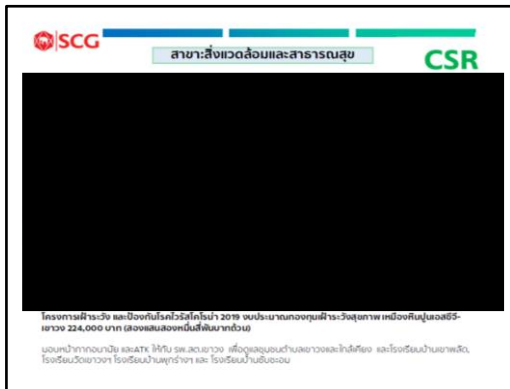 SCG
สาขา:สิ่งแวดล้อมและสาธารณสุข
CSR
โครงการเฝ้าระวัง และป้องกันโรคไวรัสโคโรน่า 2019 งบประมาณกองทุนเฝ้าระวังสุขภาพ เหมืองหินปูนเอสซีจี-
เขาวง 224,000 บาท (สองแสนสองหมื่นสี่พันบาทถ้วน)
มอบหน้ากากอนามัย และATK ให้กับ รพ.สต.เขาวง เพื่อดูแลชุมชนตำบลเขาวงและใกล้เคียง และโรงเรียนบ้านเขาพลัด,
โรงเรียนวัดเขาวงฯ โรงเรียนบ้านพุกร่างฯ และ โรงเรียนบ้านซับชะอม